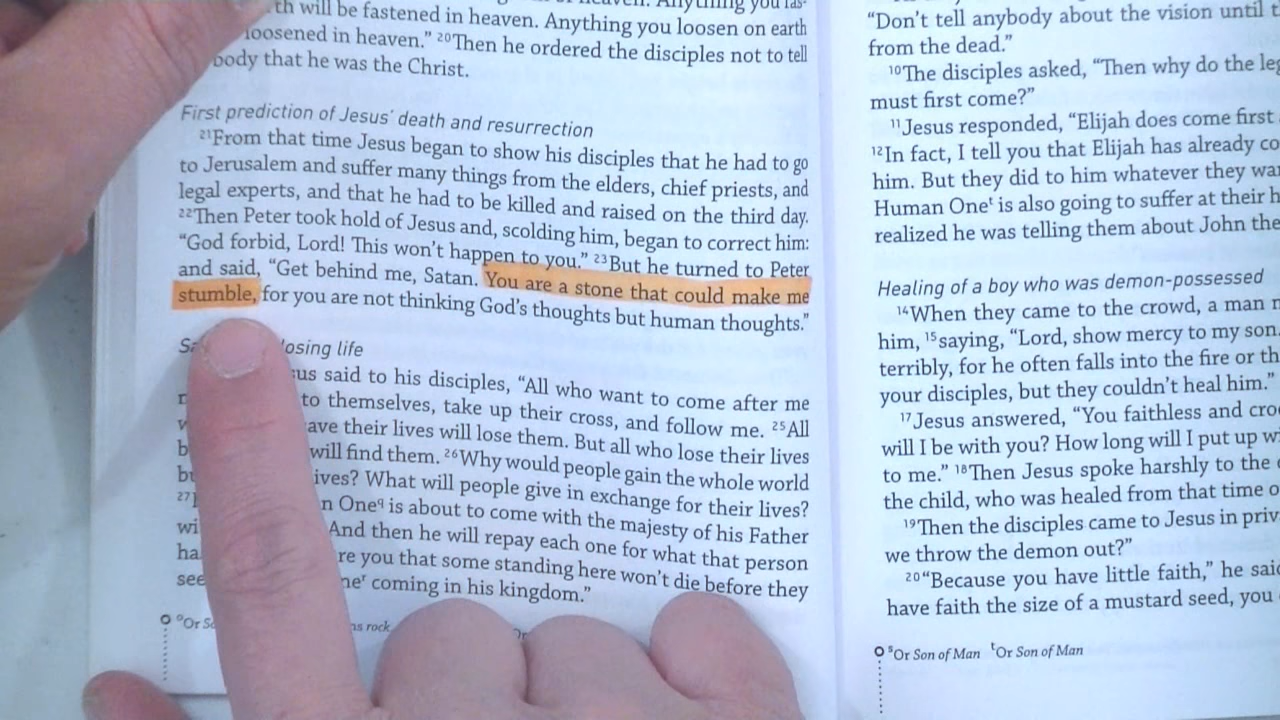 th will be fastened in heaven. Anything you loosen on earth
loosened in heaven.” ²⁰Then he ordered the disciples not to tell
body that he was the Christ.
First prediction of Jesus’ death and resurrection
²¹From that time Jesus began to show his disciples that he had to go
to Jerusalem and suffer many things from the elders, chief priests, and
legal experts, and that he had to be killed and raised on the third day.
²²Then Peter took hold of Jesus and, scolding him, began to correct him:
“God forbid, Lord! This won’t happen to you.” ²³But he turned to Peter
and said, “Get behind me, Satan. You are a stone that could make me
stumble, for you are not thinking God’s thoughts but human thoughts.”
losing life
said to his disciples, “All who want to come after me
to themselves, take up their cross, and follow me. ²⁵All
their lives will lose them. But all who lose their lives
will find them. ²⁶Why would people gain the whole world
What will people give in exchange for their lives?
Oneᑫ is about to come with the majesty of his Father
And then he will repay each one for what that person
you that some standing here won’t die before they
see coming in his kingdom.”
ᵒOr rock
“Don’t tell anybody about the vision until
from the dead.”
¹⁰The disciples asked, “Then why do the
must first come?”
¹¹Jesus responded, “Elijah does come first
¹²In fact, I tell you that Elijah has already
him. But they did to him whatever they
Human Oneᵗ is also going to suffer at their
realized he was telling them about John the
Healing of a boy who was demon-possessed
¹⁴When they came to the crowd, a man
him, ¹⁵saying, “Lord, show mercy to my son.
terribly, for he often falls into the fire or
your disciples, but they couldn’t heal him.”
¹⁷Jesus answered, “You faithless and
will I be with you? How long will I put up
to me.” ¹⁸Then Jesus spoke harshly to the
the child, who was healed from that time
¹⁹Then the disciples came to Jesus in
we throw the demon out?”
²⁰“Because you have little faith,” he
have faith the size of a mustard seed, you
ˢOr Son of Man ᵗOr Son of Man